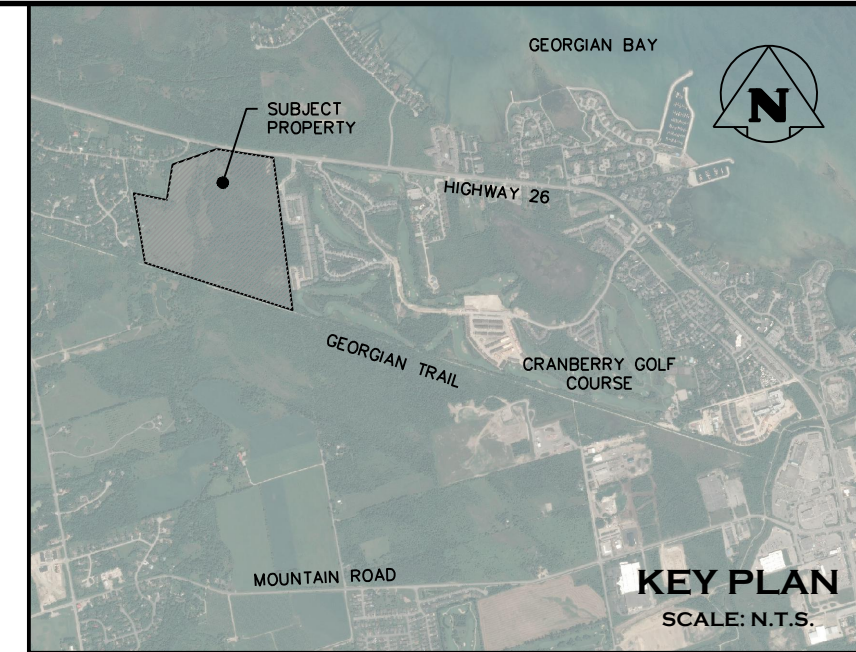 GEORGIAN BAY
N
SUBJECT
PROPERTY
HIGHWAY 26
GEORGIAN TRAIL
CRANBERRY GOLF
COURSE
MOUNTAIN ROAD
KEY PLAN
SCALE: N.T.S.